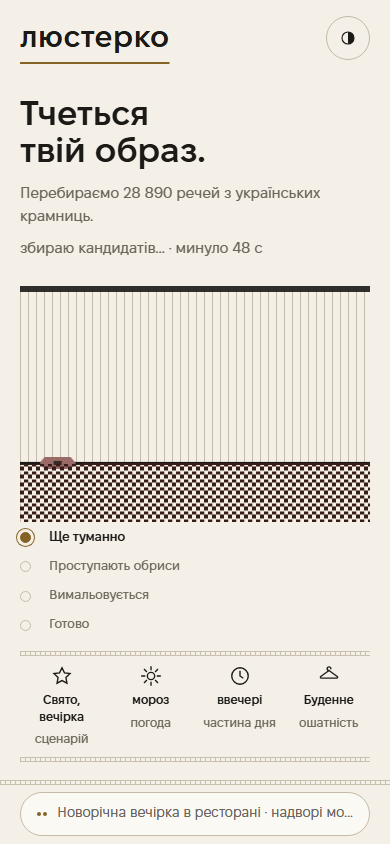 люстерко
Тчеться
твій образ.
Перебираємо 28 890 речей з українських
крамниць.
збираю кандидатів... · минуло 48 с
Ще туманно
Проступають обриси
Вимальовується
Готово
Свято,
вечірка
сценарій
мороз
погода
ввечері
частина дня
Буденне
ошатність
Новорічна вечірка в ресторані · надворі мо...